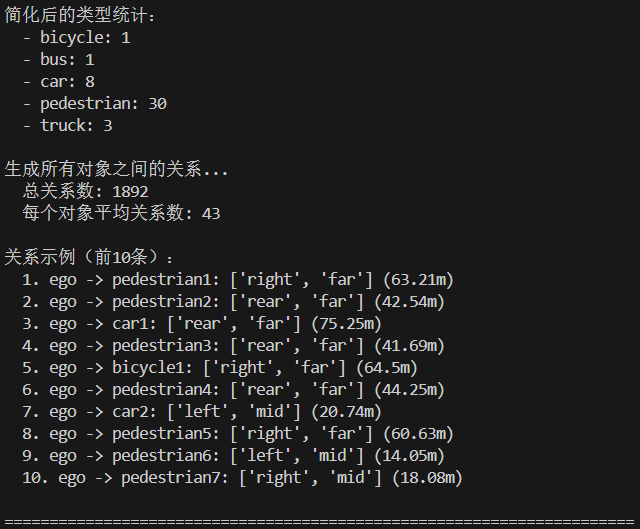 简化后的类型统计:
- bicycle: 1
- bus: 1
- car: 8
- pedestrian: 30
- truck: 3
生成所有对象之间的关系...
总关系数: 1892
每个对象平均关系数: 43
关系示例（前10条）:
1. ego -> pedestrian1: ['right', 'far'] (63.21m)
2. ego -> pedestrian2: ['rear', 'far'] (42.54m)
3. ego -> car1: ['rear', 'far'] (75.25m)
4. ego -> pedestrian3: ['rear', 'far'] (41.69m)
5. ego -> bicycle1: ['right', 'far'] (64.5m)
6. ego -> pedestrian4: ['rear', 'far'] (44.25m)
7. ego -> car2: ['left', 'mid'] (20.74m)
8. ego -> pedestrian5: ['right', 'far'] (60.63m)
9. ego -> pedestrian6: ['left', 'mid'] (14.05m)
10. ego -> pedestrian7: ['right', 'mid'] (18.08m)
======================================================================